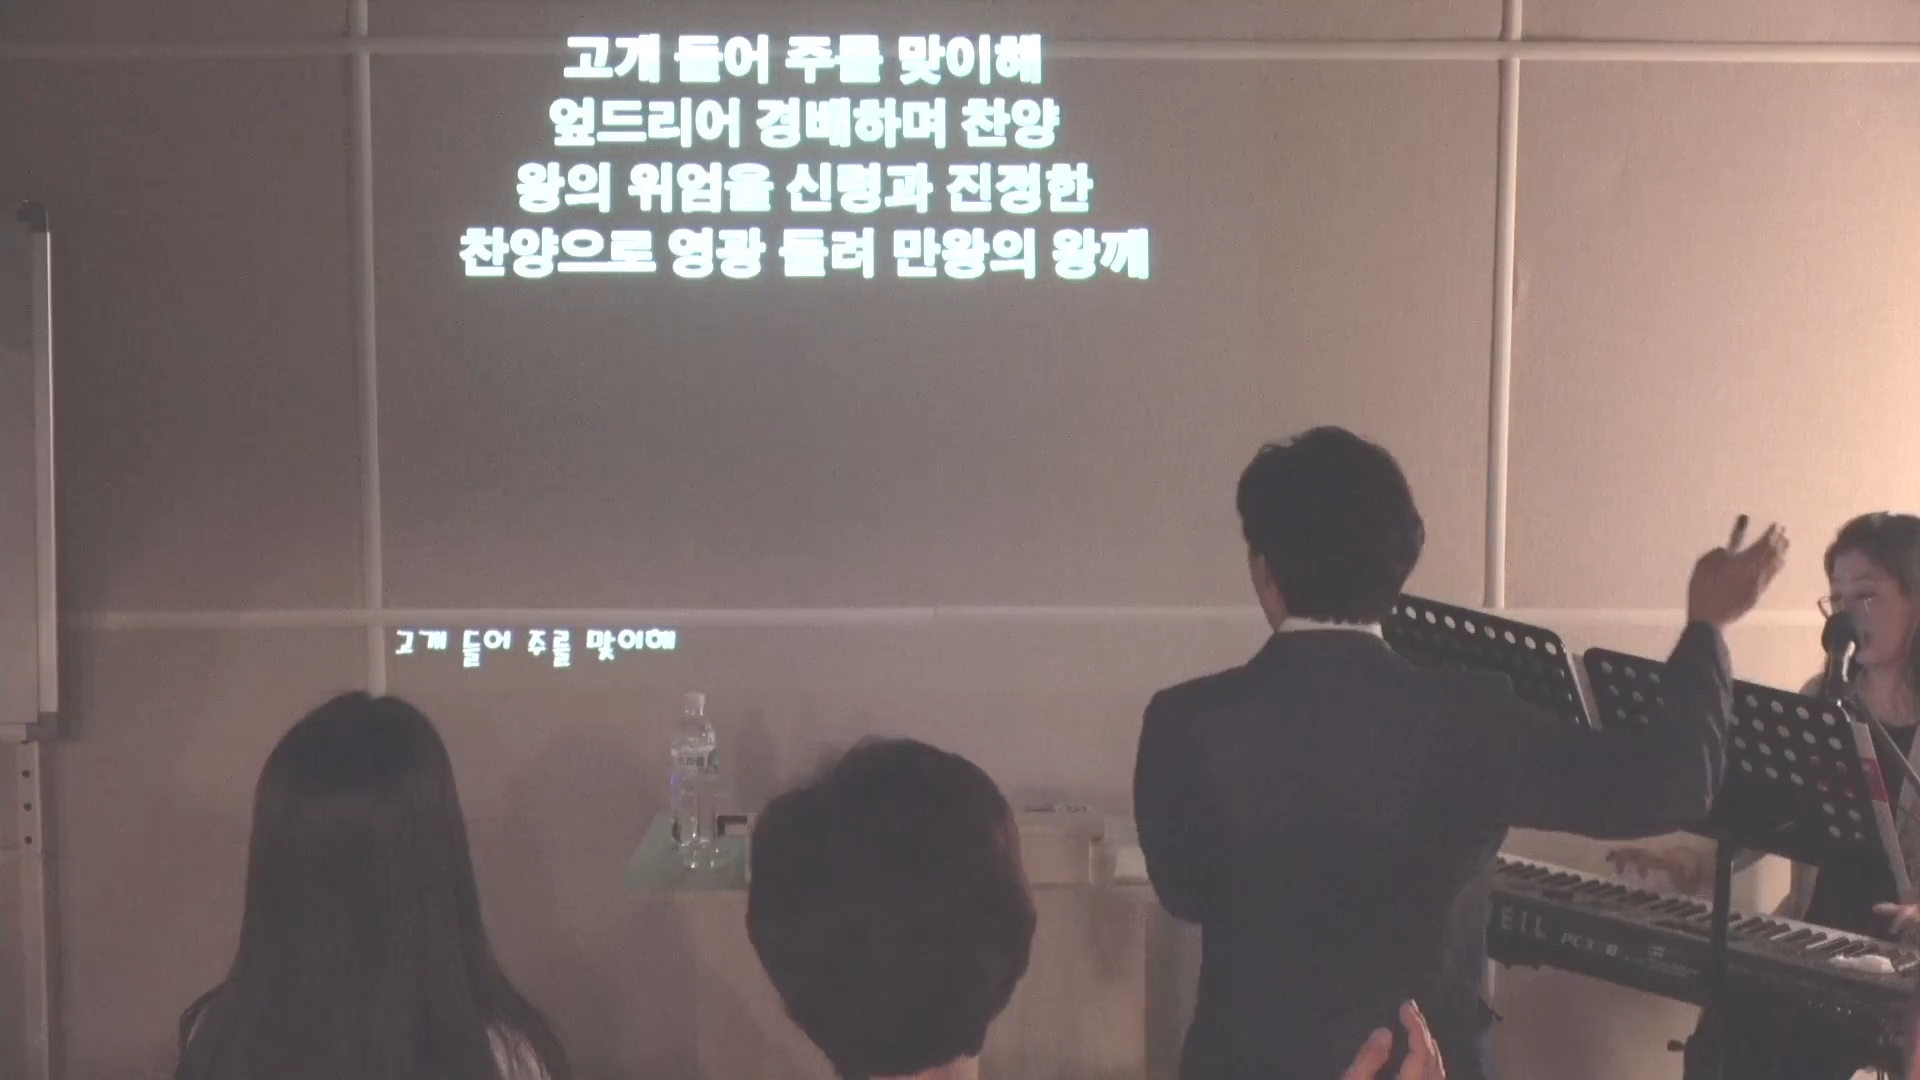 고개 들어 주를 맞이해
엎드리어 경배하며 찬양
왕의 위엄을 신령과 진정한
찬양으로 영광 돌려 만왕의 왕께
고개 들어 주를 맞이해